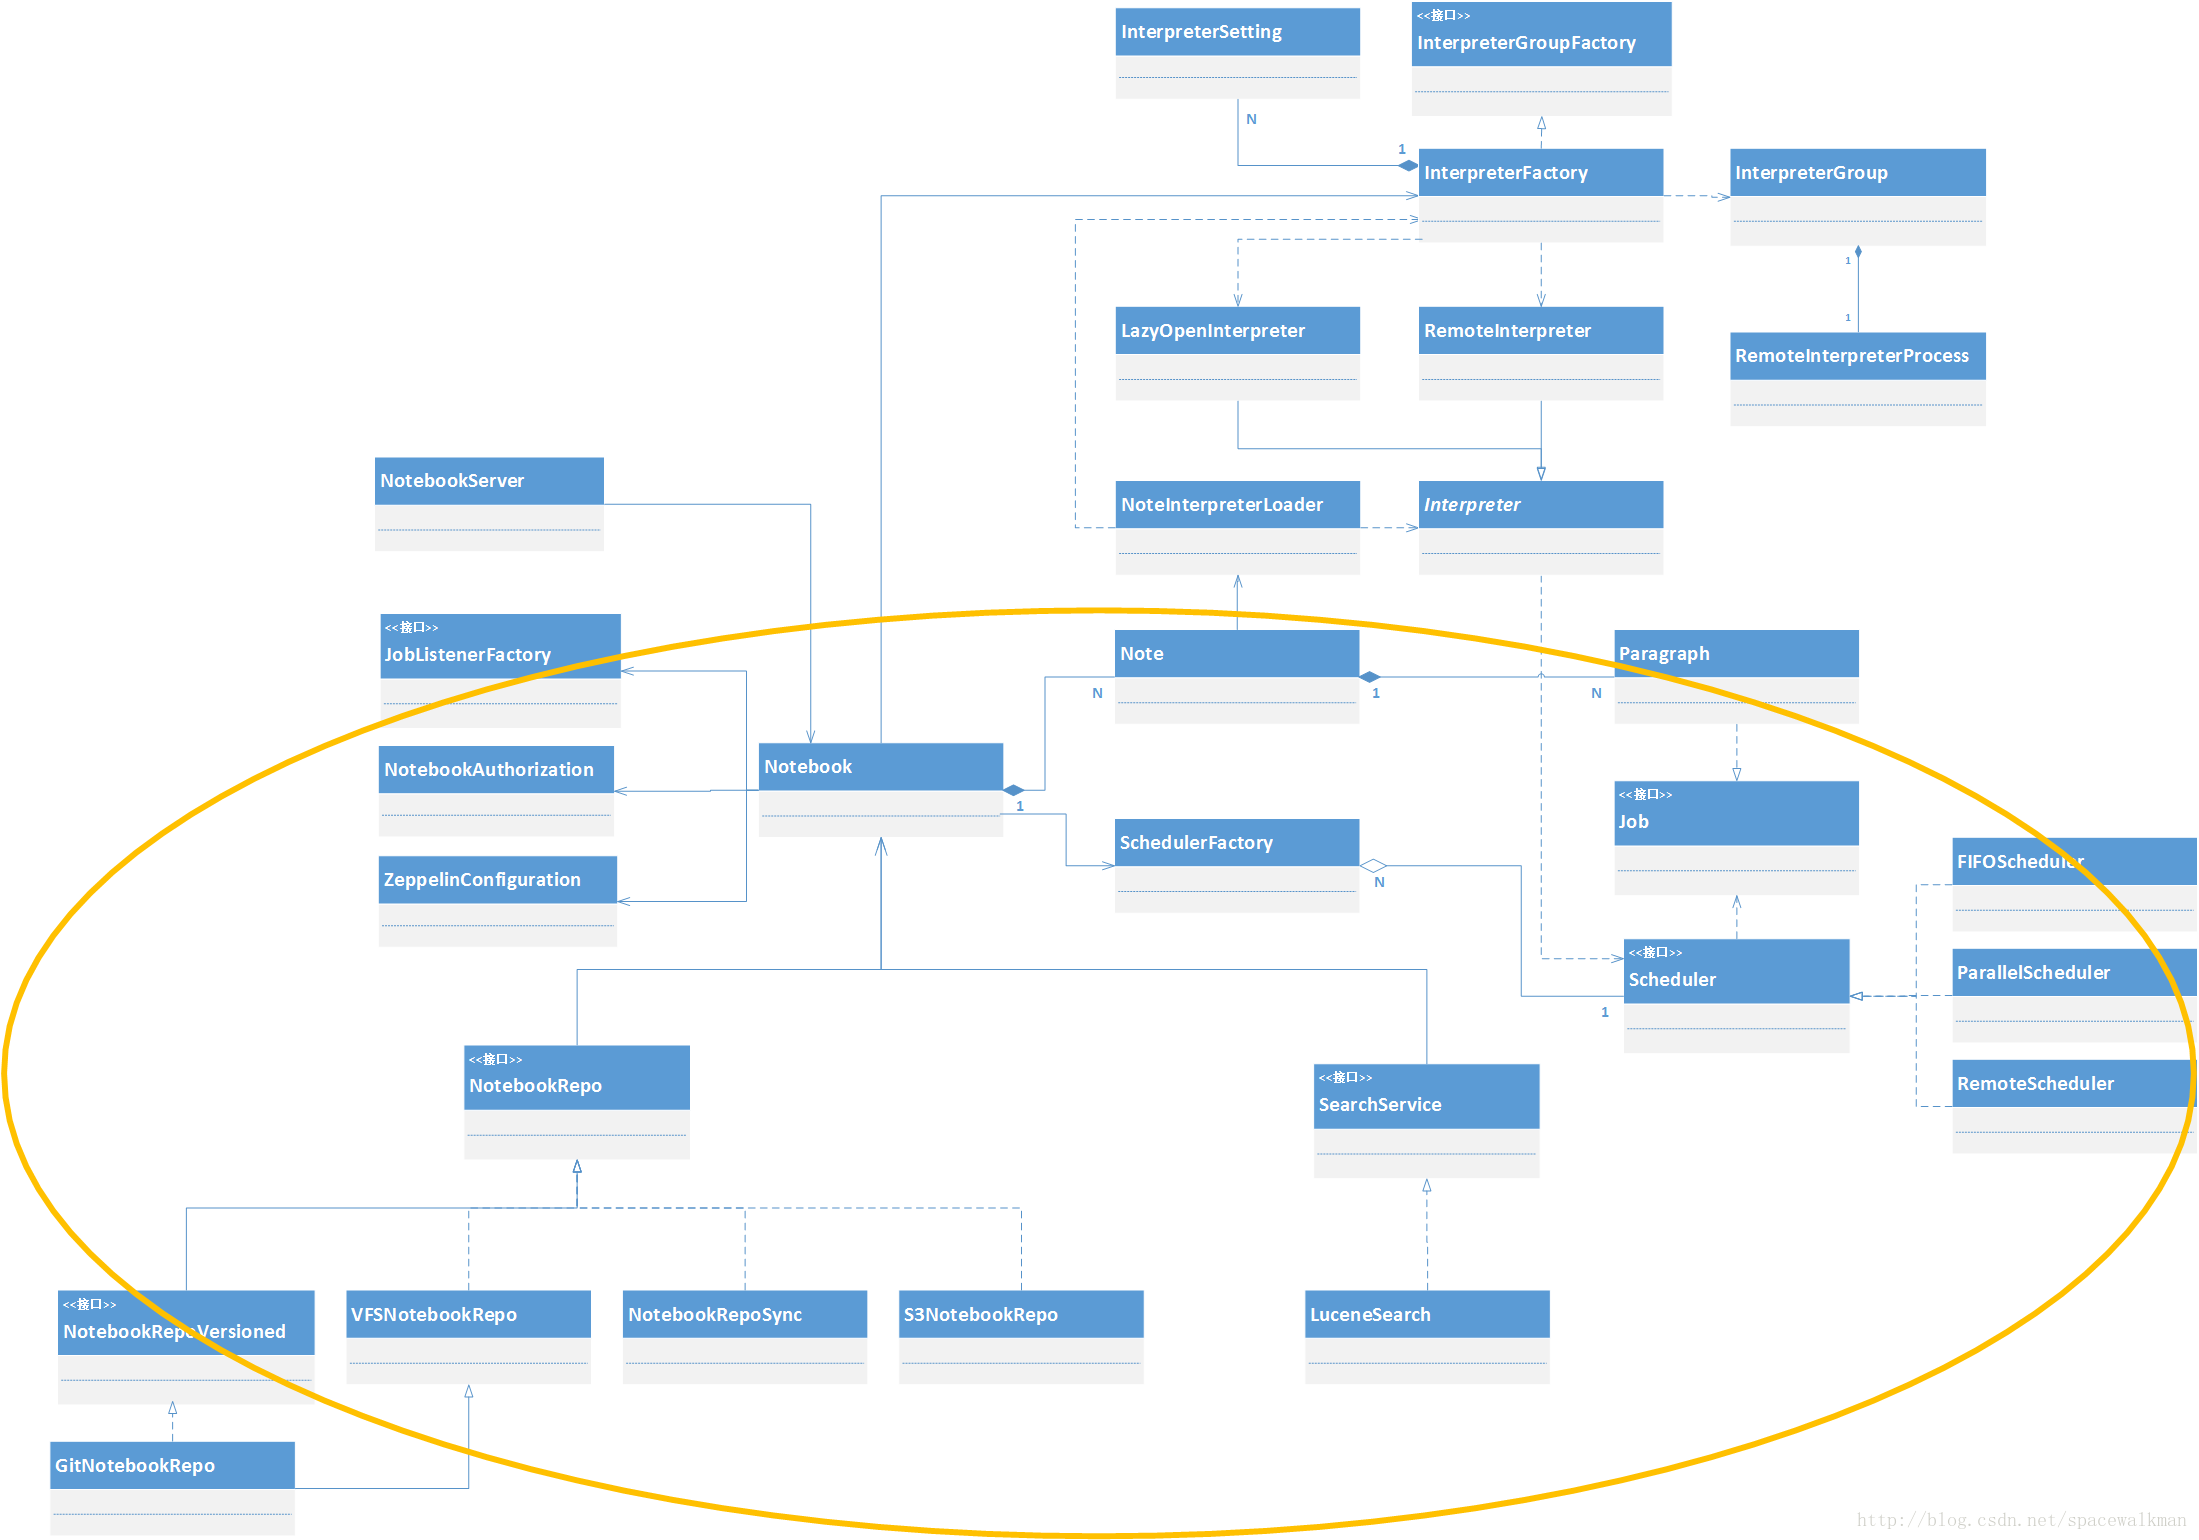 InterpreterSetting
<<接口>>
InterpreterGroupFactory
N
1
InterpreterFactory
InterpreterGroup
1
1
LazyOpenInterpreter
RemoteInterpreter
RemoteInterpreterProcess
NotebookServer
NoteInterpreterLoader
Interpreter
<<接口>>
JobListenerFactory
Note
Paragraph
N
1
N
NotebookAuthorization
Notebook
1
<<接口>>
Job
ZeppelinConfiguration
SchedulerFactory
N
FIFOScheduler
<<接口>>
Scheduler
1
ParallelScheduler
RemoteScheduler
<<接口>>
NotebookRepo
<<接口>>
SearchService
<<接口>>
NotebookRepoVersioned
VFSNotebookRepo
NotebookRepoSync
S3NotebookRepo
LuceneSearch
GitNotebookRepo
http://blog.csdn.net/spacewalkman